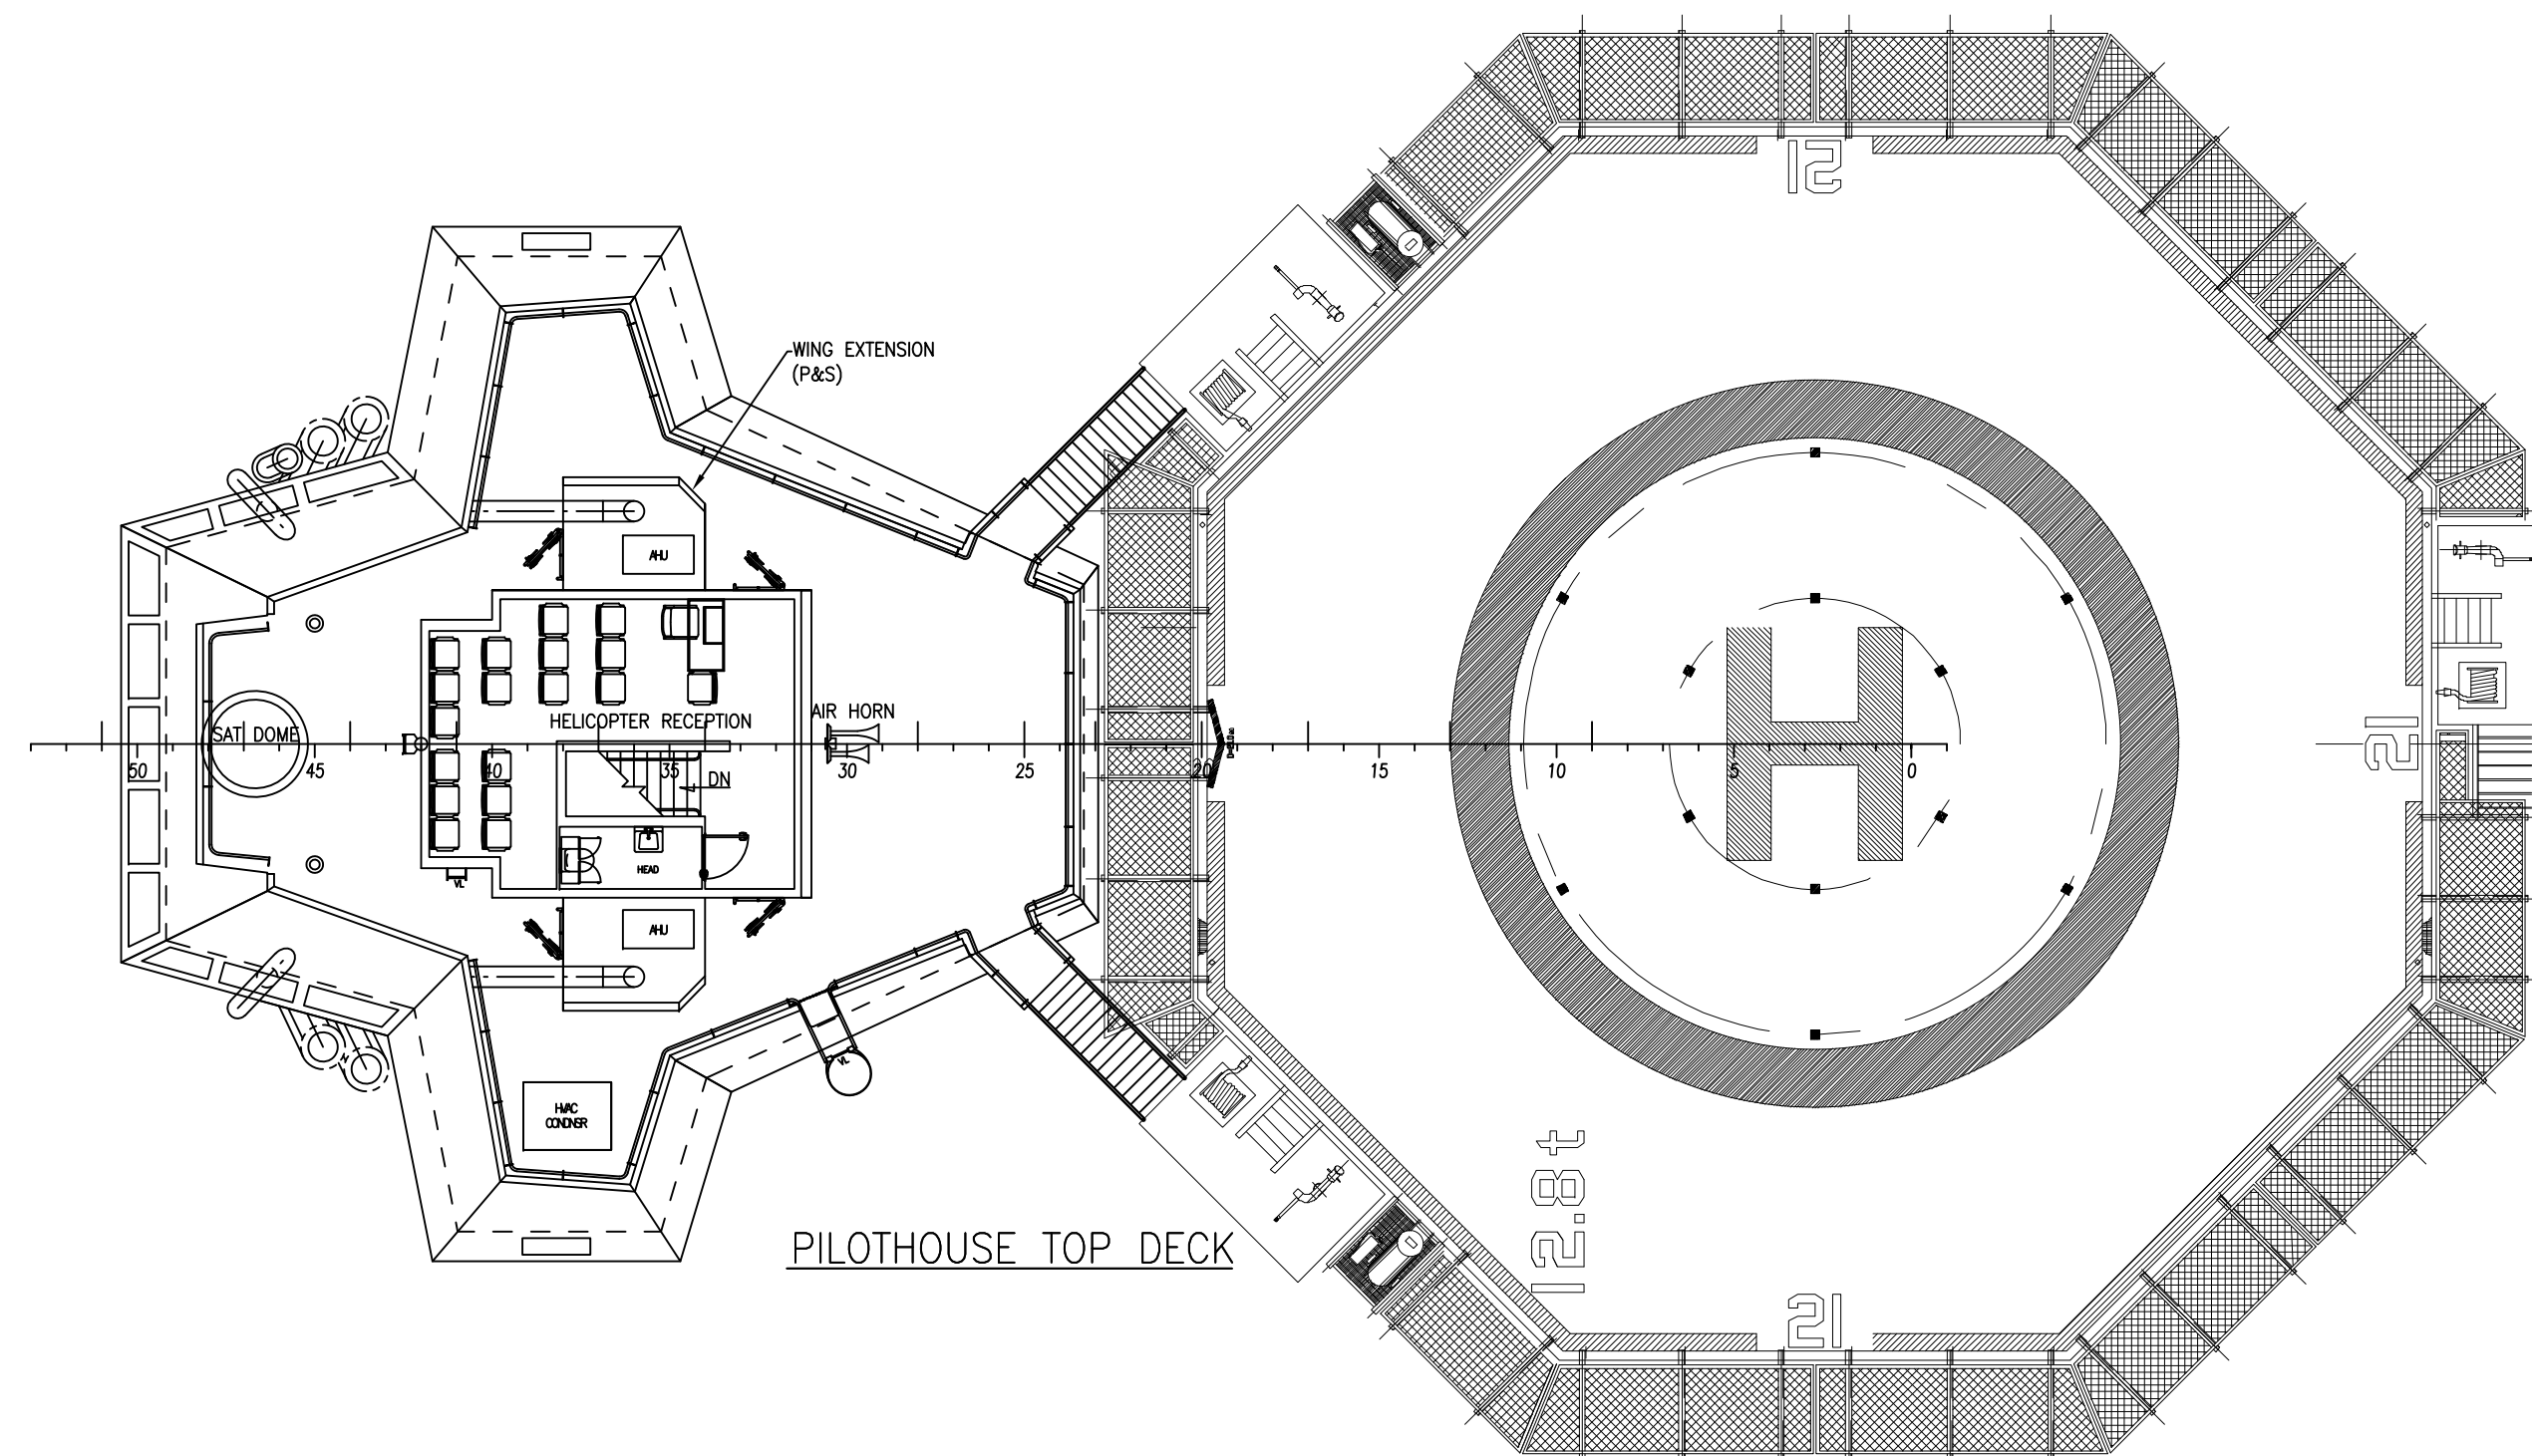 12
WING EXTENSION
(P&S)
AHU
HELICOPTER RECEPTION
AIR HORN
SAT DOME
12
50
45
40
35
30
25
20
15
10
5
0
H
DN
HEAD
VL
AHU
VL
HVAC
CONDNSR
12.8t
PILOTHOUSE TOP DECK
12